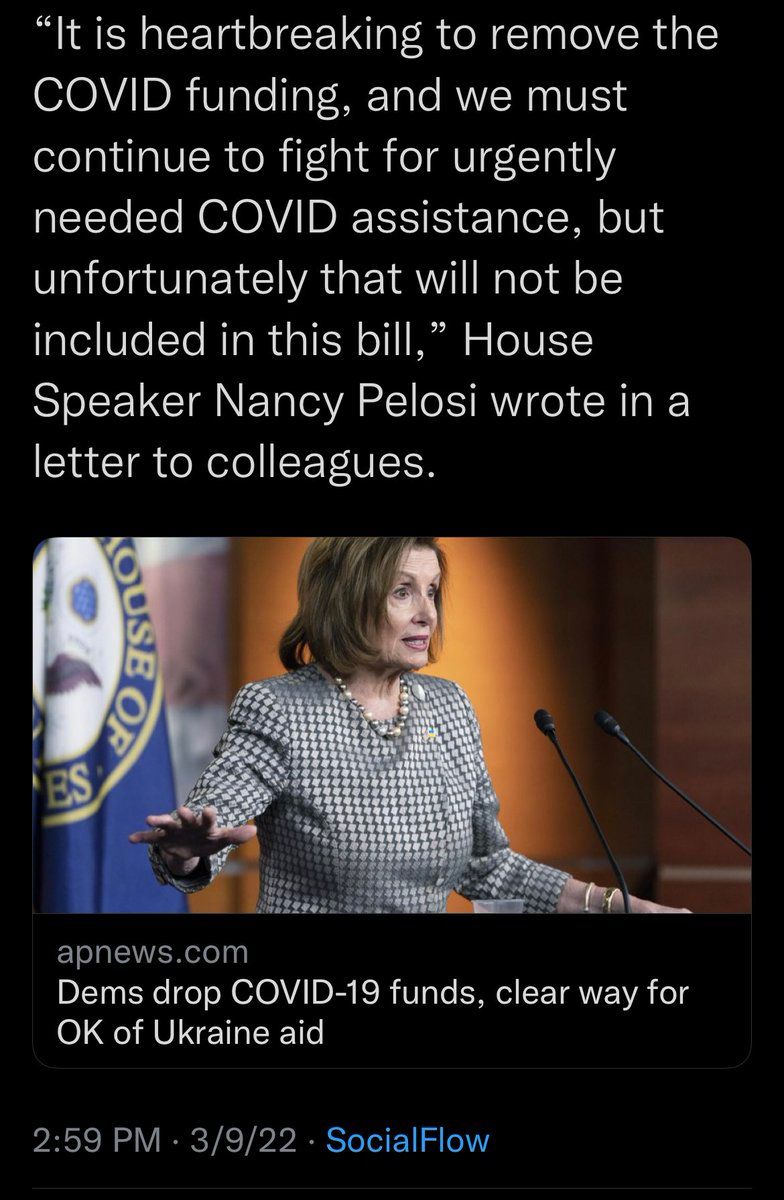 “It is heartbreaking to remove the
COVID funding, and we must
continue to fight for urgently
needed COVID assistance, but
unfortunately that will not be
included in this bill,” House
Speaker Nancy Pelosi wrote in a
letter to colleagues.
HOUSE OF
ES
apnews.com
Dems drop COVID-19 funds, clear way for
OK of Ukraine aid
2:59 PM · 3/9/22 · SocialFlow